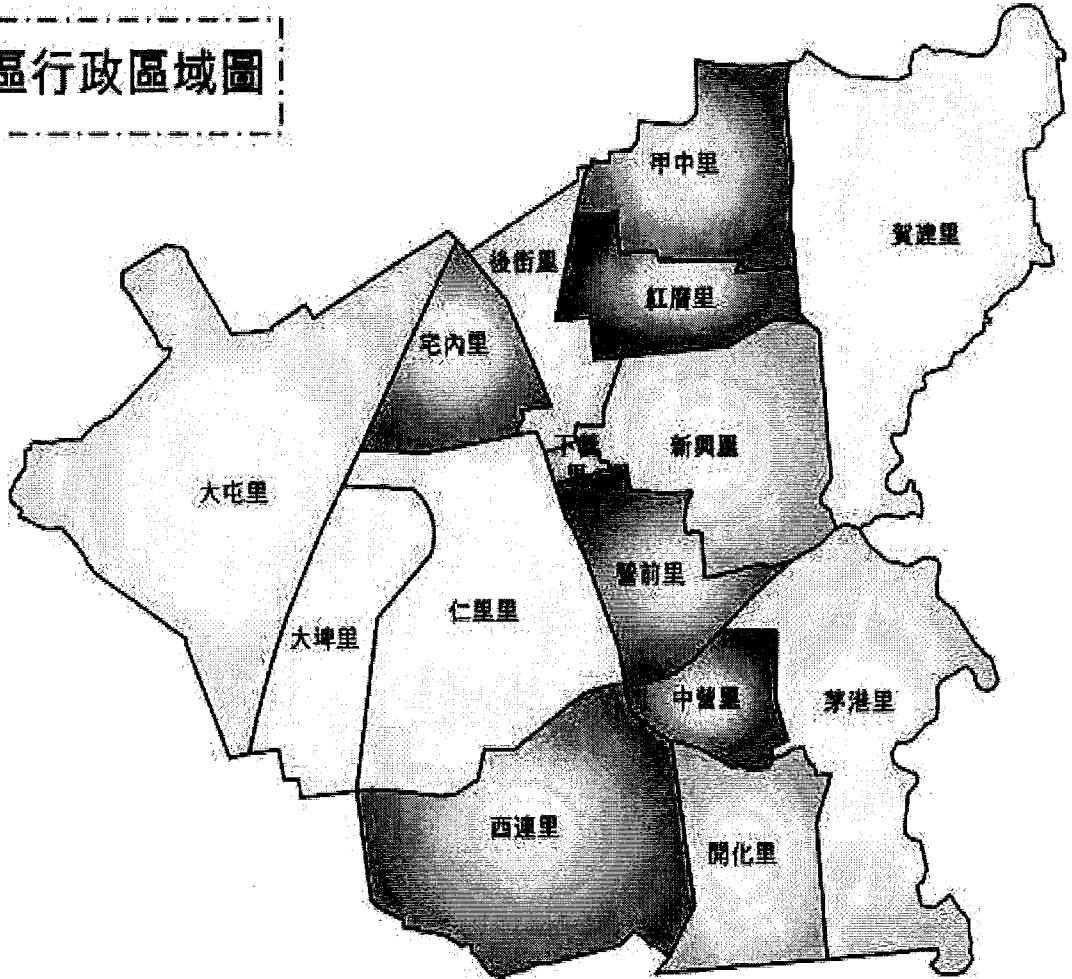 區行政區域圖
甲中里
賀建里
後街里
紅厝里
宅內里
新興里
大屯里
營前里
仁里里
大埤里
中營里
茅港里
西連里
開化里